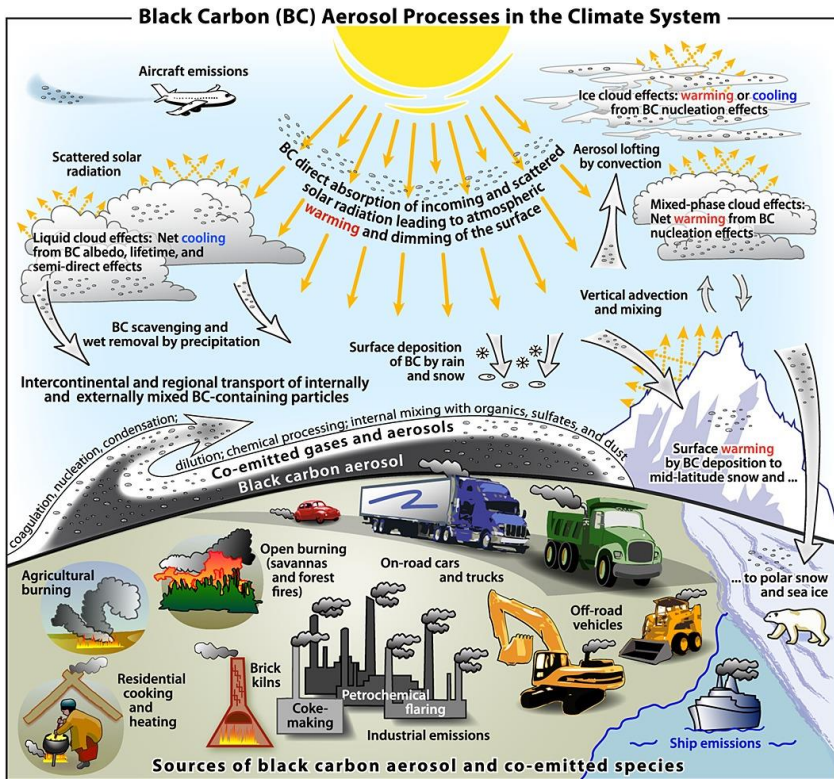 Black Carbon (BC) Aerosol Processes in the Climate System
Aircraft emissions
Ice cloud effects: warming or cooling
from BC nucleation effects
Scattered solar
radiation
BC direct absorption of incoming and scattered
solar radiation leading to atmospheric
warming and dimming of the surface
Aerosol lofting
by convection
Liquid cloud effects: Net cooling
from BC albedo, lifetime, and
semi-direct effects
Mixed-phase cloud effects:
Net warming from BC
nucleation effects
BC scavenging and
wet removal by precipitation
Vertical advection
and mixing
Surface deposition
of BC by rain
and snow
Intercontinental and regional transport of internally
and externally mixed BC-containing particles
coagulation, nucleation, condensation;
dilution; chemical processing; internal mixing with organics, sulfates, and dust
Co-emitted gases and aerosols
Black carbon aerosol
Surface warming
by BC deposition to
mid-latitude snow and ...
... to polar snow
and sea ice
Agricultural
burning
Open burning
(savannas
and forest
fires)
On-road cars
and trucks
Off-road
vehicles
Residential
cooking
and
heating
Brick
kilns
Coke-
making
Petrochemical
flaring
Industrial emissions
Ship emissions
Sources of black carbon aerosol and co-emitted species